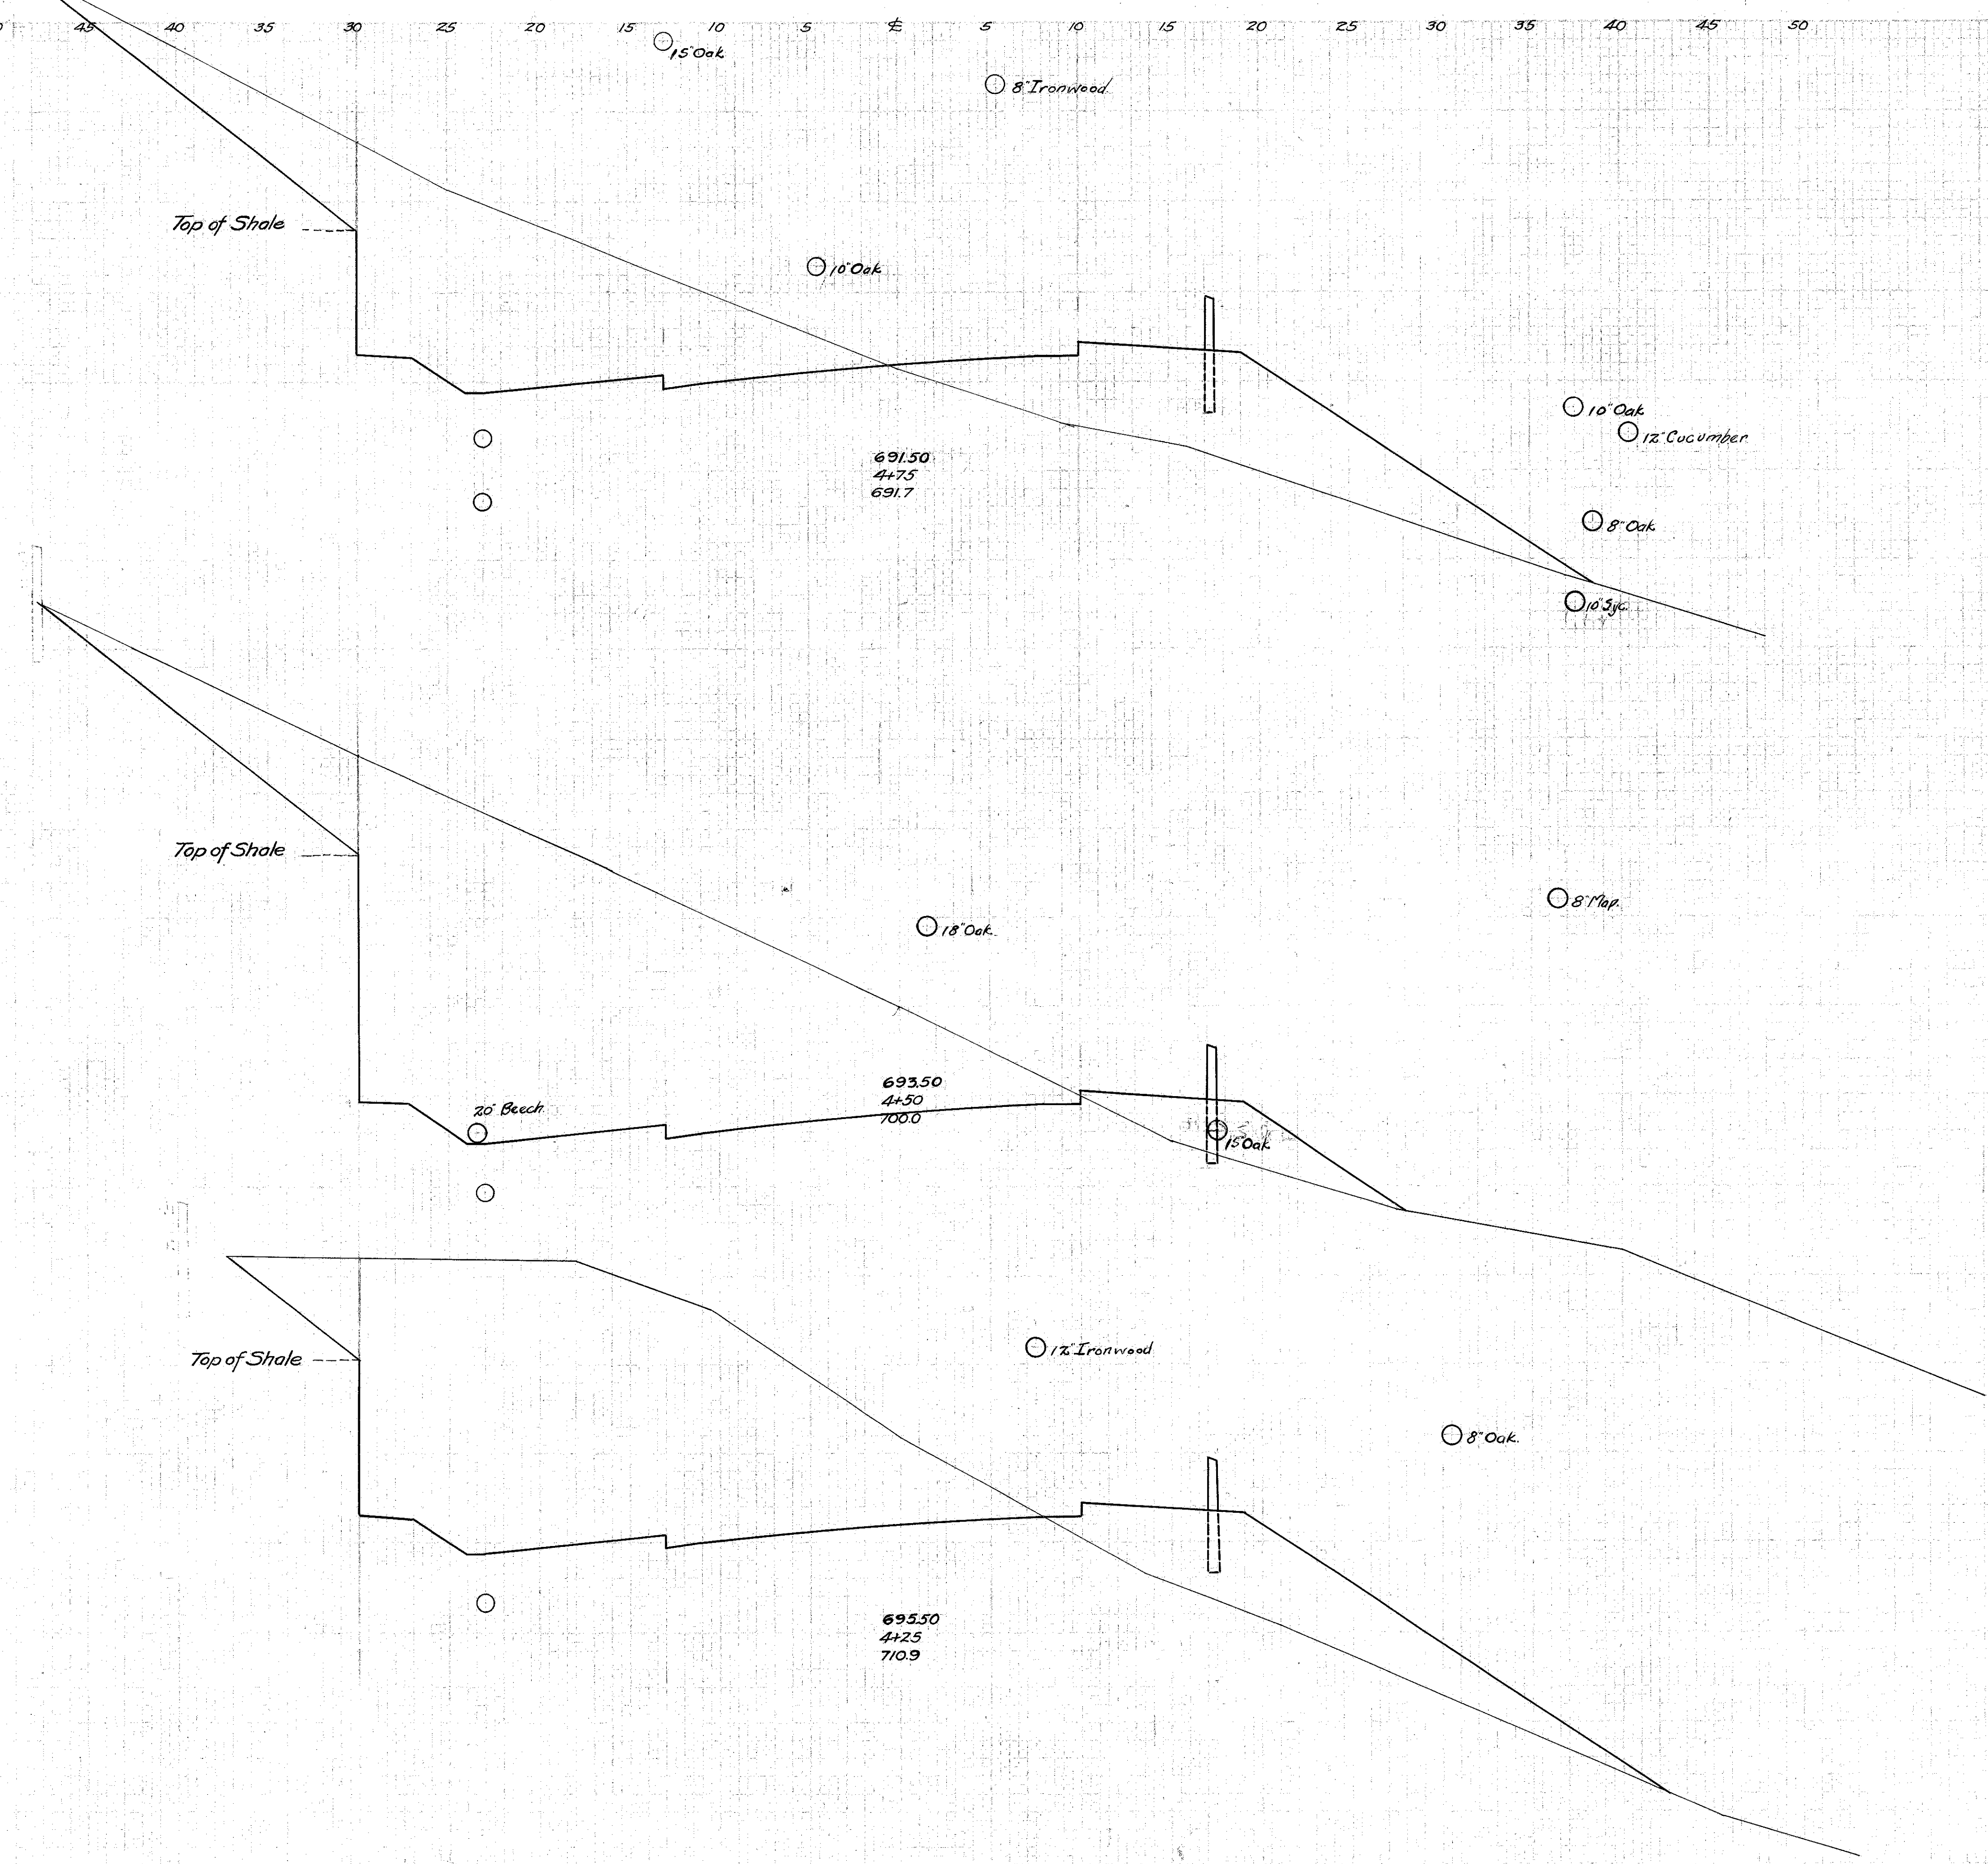 45 40 35 30 25 20 15 10 5 ℄ 5 10 15 20 25 30 35 40 45 50
15" Oak
8" Ironwood
Top of Shale
10" Oak
10" Oak
12" Cucumber
691.50
4+75
691.7
8" Oak
10" Syc.
Top of Shale
8" Map.
18" Oak
693.50
4+50
700.0
20" Beech
15" Oak
Top of Shale
12" Ironwood
8" Oak.
695.50
4+25
710.9